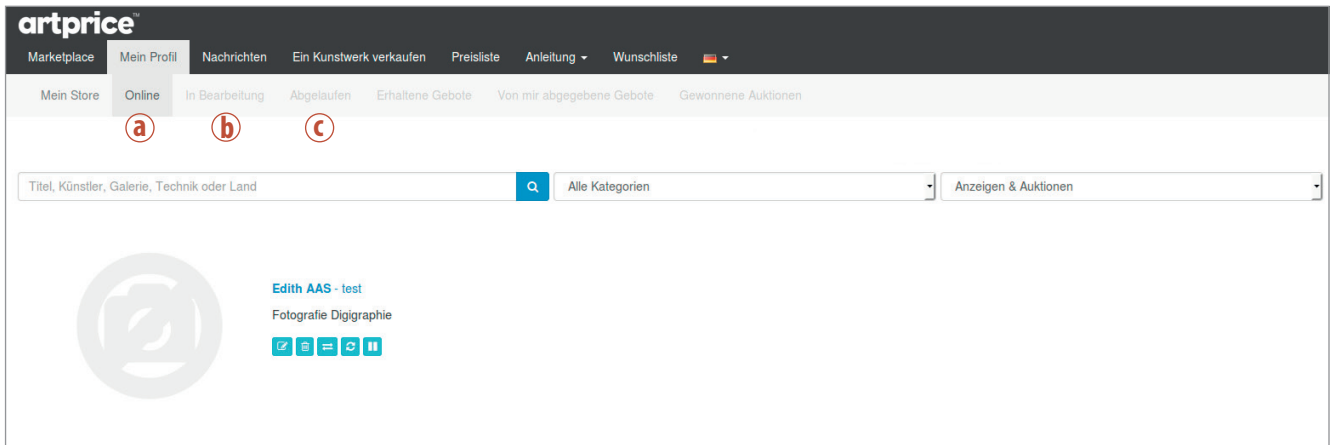 artprice™
Marketplace Mein Profil Nachrichten Ein Kunstwerk verkaufen Preisliste Anleitung Wunschliste
Mein Store Online In Bearbeitung Abgelaufen Erhaltene Gebote Von mir abgegebene Gebote Gewonnene Auktionen
a b c
Titel, Künstler, Galerie, Technik oder Land Alle Kategorien Anzeigen & Auktionen
Edith AAS - test
Fotografie Digigraphie